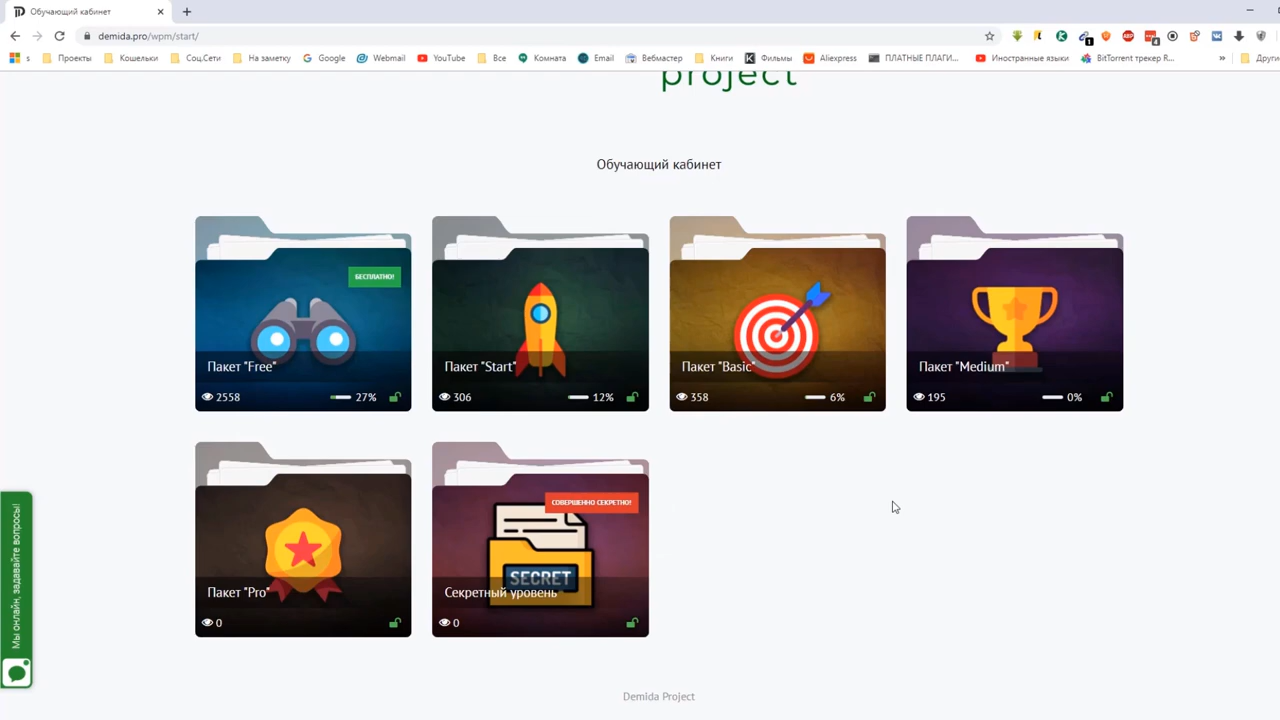 Обучающий кабинет
demida.pro/wpm/start/
s Проекты Кошельки Соц.Сети На заметку Google Webmail YouTube Все Комната Email Вебмастер Книги Фильмы Aliexpress ПЛАТНЫЕ ПЛАГИ... Иностранные языки BitTorrent трекер R... » Други
project
Обучающий кабинет
БЕСПЛАТНО!
Пакет "Free"
2558 27%
Пакет "Start"
306 12%
Пакет "Basic"
358 6%
Пакет "Medium"
195 0%
Пакет "Pro"
0
СОВЕРШЕННО СЕКРЕТНО!
SECRET
Секретный уровень
0
Мы онлайн, задавайте вопросы!
Demida Project